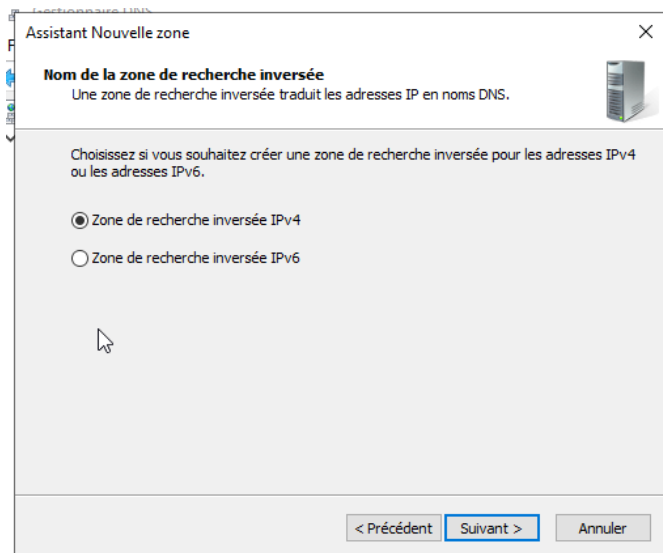 Gestionnaire DNS
Assistant Nouvelle zone
F
Nom de la zone de recherche inversée
Une zone de recherche inversée traduit les adresses IP en noms DNS.
Choisissez si vous souhaitez créer une zone de recherche inversée pour les adresses IPv4
ou les adresses IPv6.
Zone de recherche inversée IPv4
Zone de recherche inversée IPv6
< Précédent
Suivant >
Annuler